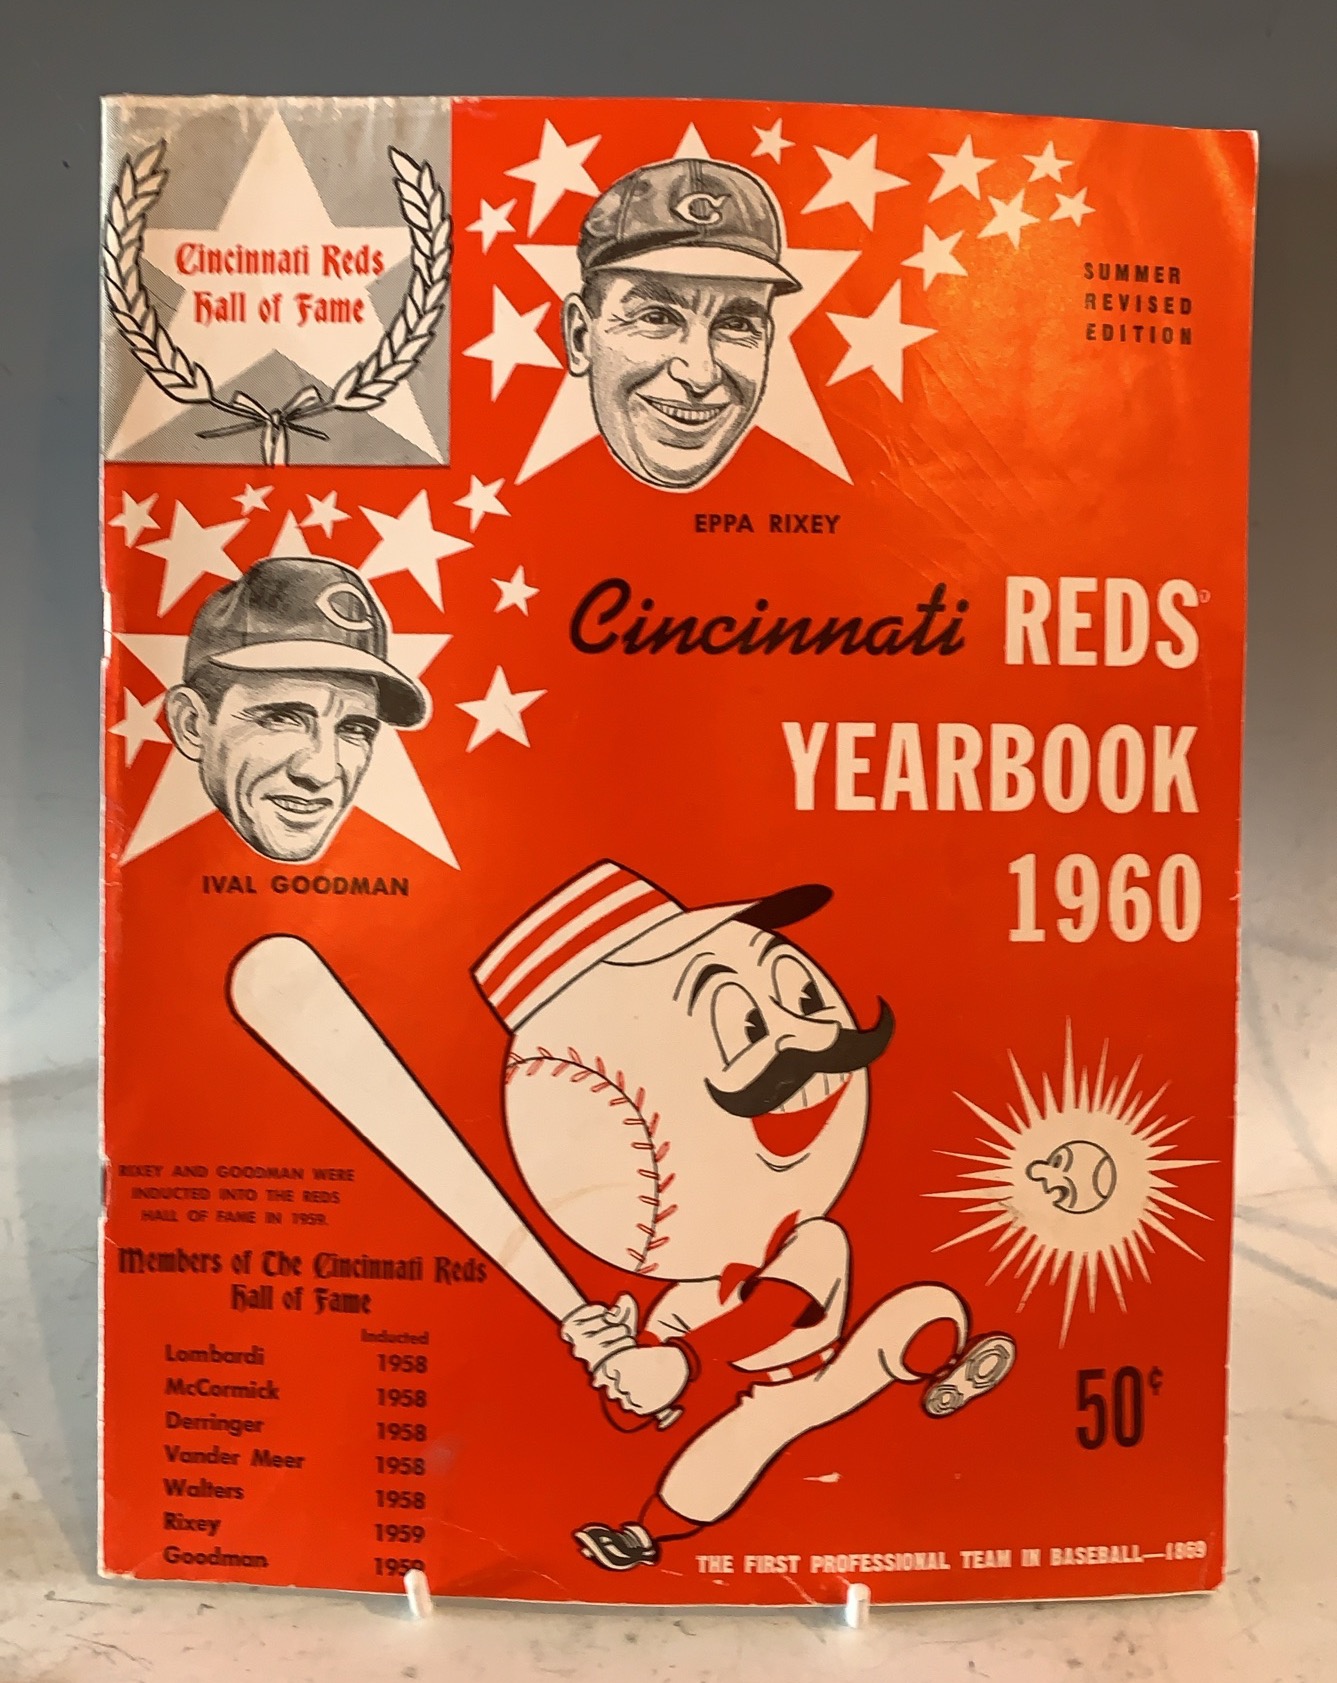 Cincinnati Reds
Hall of Fame
C
SUMMER
REVISED
EDITION
EPPA RIXEY
C
IVAL GOODMAN
Cincinnati REDS
YEARBOOK
1960
RIXEY AND GOODMAN WERE
INDUCTED INTO THE REDS
HALL OF FAME IN 1959.
Members of The Cincinnati Reds
Hall of Fame
Inducted
Lombardi 1958
McCormick 1958
Derringer 1958
Vander Meer 1958
Walters 1958
Rixey 1959
Goodman 1959
50¢
THE FIRST PROFESSIONAL TEAM IN BASEBALL—1869